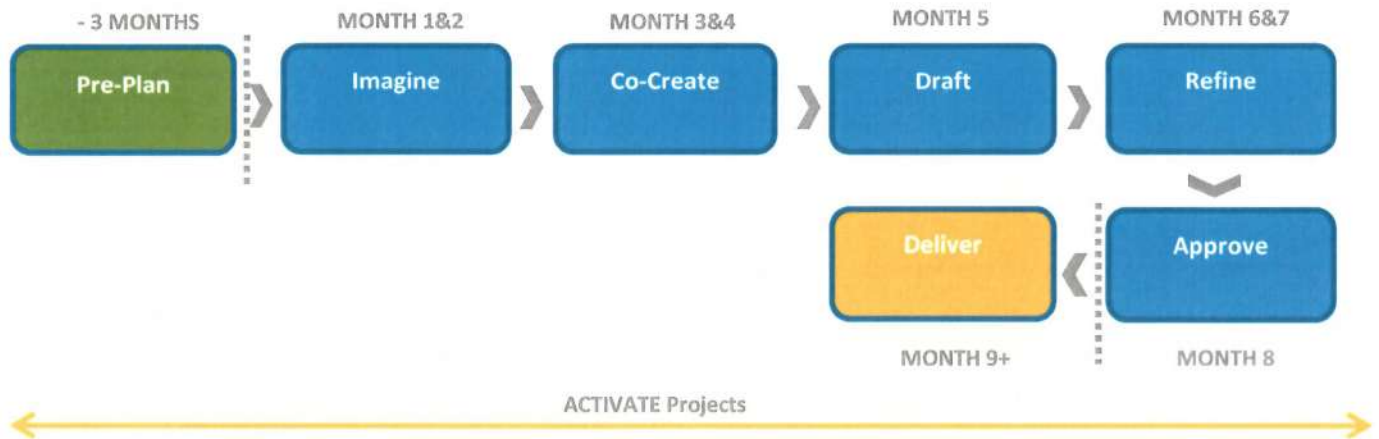 - 3 MONTHS
MONTH 1&2
MONTH 3&4
MONTH 5
MONTH 6&7
Pre-Plan
Imagine
Co-Create
Draft
Refine
Deliver
Approve
MONTH 9+
MONTH 8
ACTIVATE Projects